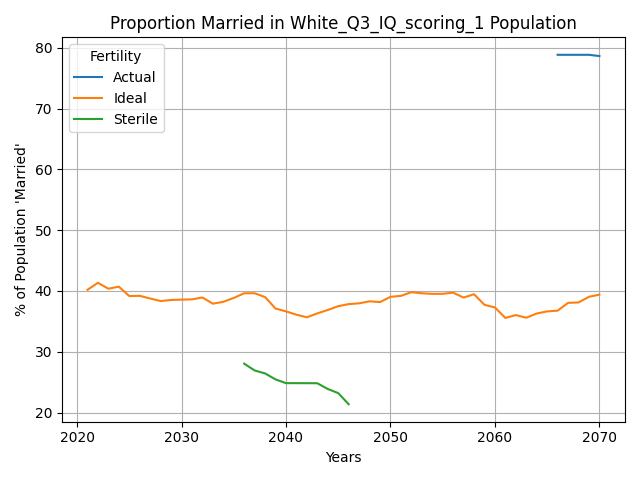 Proportion Married in White_Q3_IQ_scoring_1 Population
% of Population 'Married'
80
70
60
50
40
30
20
Fertility
Actual
Ideal
Sterile
2020 2030 2040 2050 2060 2070
Years